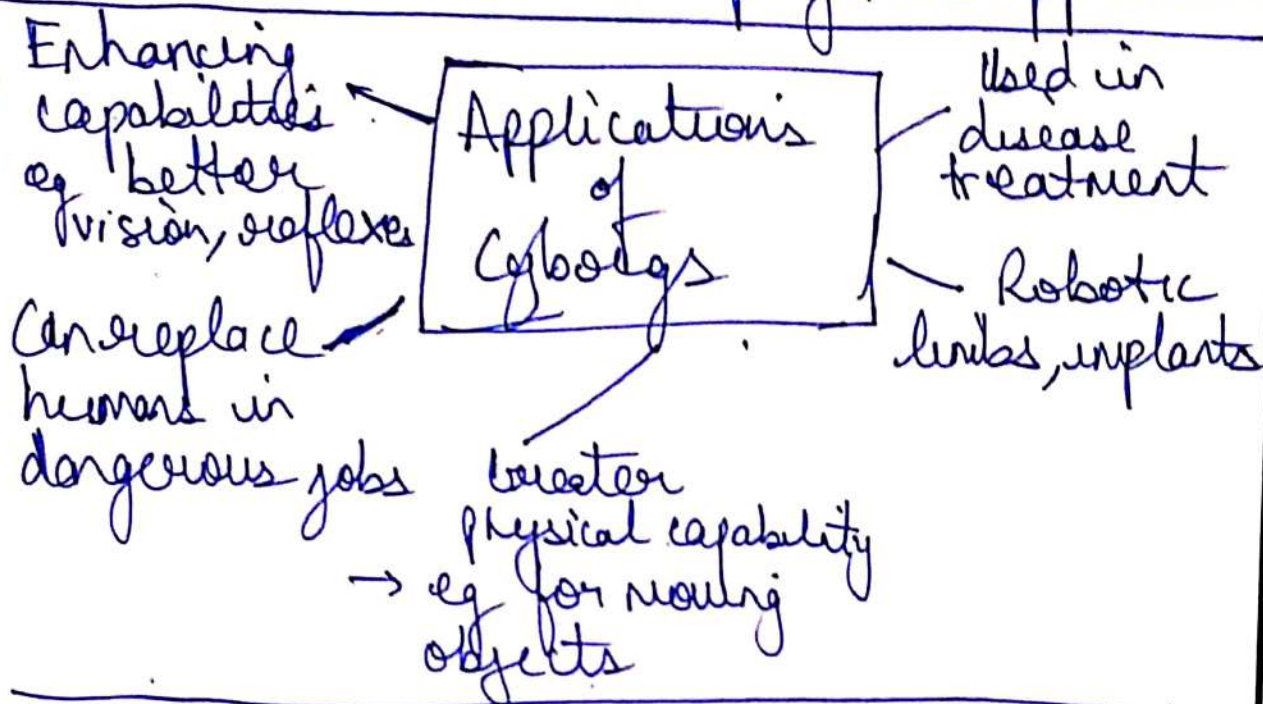 Enhancing
capabilities
eg better
vision, reflexes
Applications
of
Cyborgs
Used in
disease
treatment
Robotic
limbs, implants
Can replace
humans in
dangerous jobs
Greater
physical capability
→ eg for moving
objects